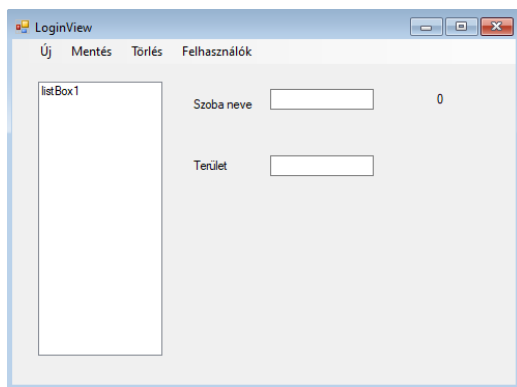 LoginView
Új Mentés Törlés Felhasználók
listBox1
Szoba neve
0
Terület